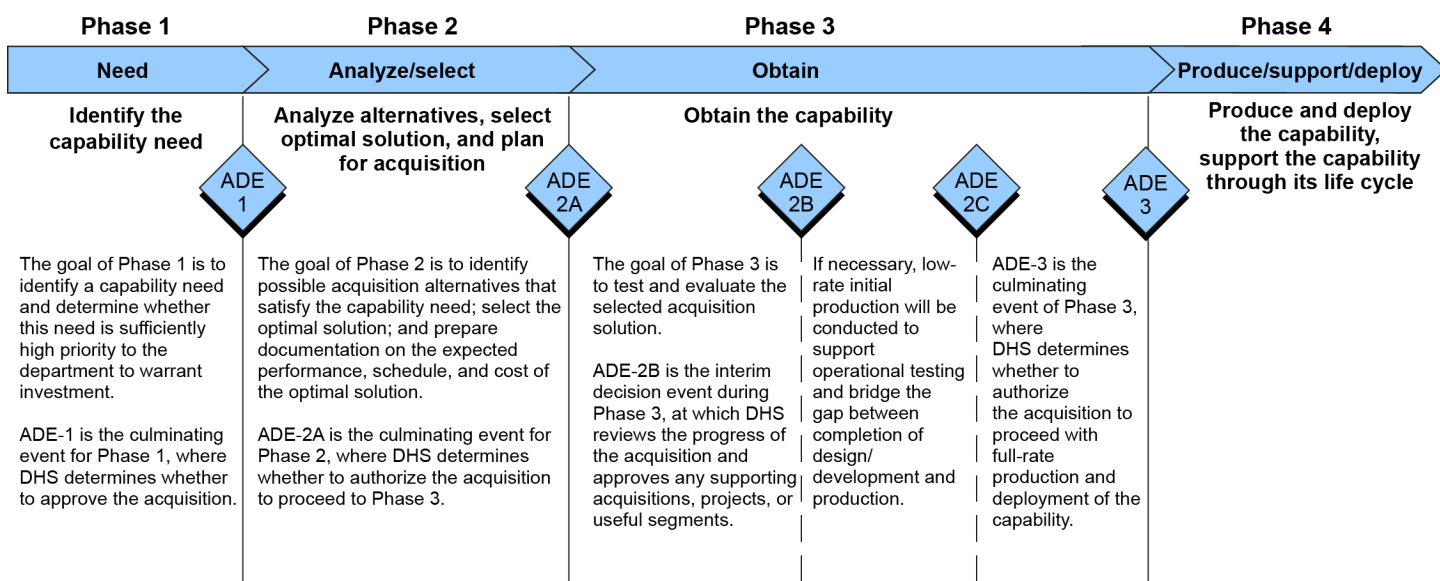 Phase 1
Phase 2
Phase 3
Phase 4
Need
Analyze/select
Obtain
Produce/support/deploy
Identify the
capability need
Analyze alternatives, select
optimal solution, and plan
for acquisition
Obtain the capability
Produce and deploy
the capability,
support the capability
through its life cycle
ADE
1
ADE
2A
ADE
2B
ADE
2C
ADE
3
The goal of Phase 1 is to
identify a capability need
and determine whether
this need is sufficiently
high priority to the
department to warrant
investment.
ADE-1 is the culminating
event for Phase 1, where
DHS determines whether
to approve the acquisition.
The goal of Phase 2 is to identify
possible acquisition alternatives that
satisfy the capability need; select the
optimal solution; and prepare
documentation on the expected
performance, schedule, and cost of
the optimal solution.
ADE-2A is the culminating event for
Phase 2, where DHS determines
whether to authorize the acquisition
to proceed to Phase 3.
The goal of Phase 3 is
to test and evaluate the
selected acquisition
solution.
ADE-2B is the interim
decision event during
Phase 3, at which DHS
reviews the progress of
the acquisition and
approves any supporting
acquisitions, projects, or
useful segments.
If necessary, low-
rate initial
production will be
conducted to
support
operational testing
and bridge the
gap between
completion of
design/
development and
production.
ADE-3 is the
culminating
event of Phase 3,
where
DHS determines
whether to
authorize
the acquisition to
proceed with
full-rate
production and
deployment of the
capability.